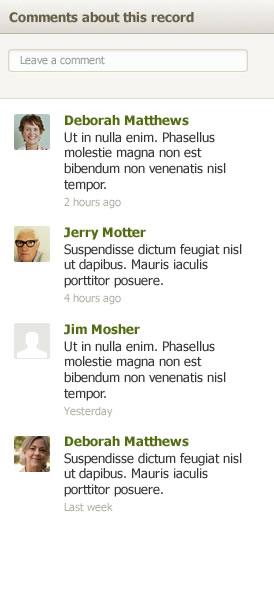 Comments about this record
Leave a comment
Deborah Matthews
Ut in nulla enim. Phasellus
molestie magna non est
bibendum non venenatis nisl
tempor.
2 hours ago
Jerry Motter
Suspendisse dictum feugiat nisl
ut dapibus. Mauris iaculis
porttitor posuere.
4 hours ago
Jim Mosher
Ut in nulla enim. Phasellus
molestie magna non est
bibendum non venenatis nisl
tempor.
Yesterday
Deborah Matthews
Suspendisse dictum feugiat nisl
ut dapibus. Mauris iaculis
porttitor posuere.
Last week